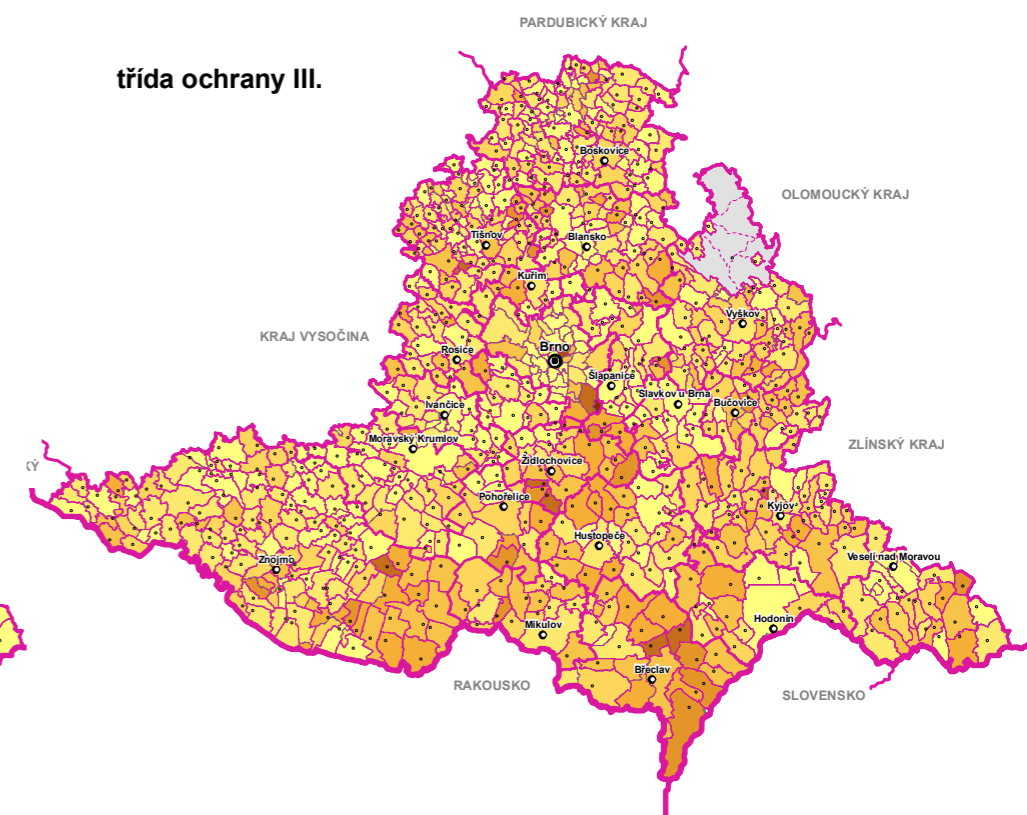 PARDUBICKÝ KRAJ
třída ochrany III.
Boskovice
OLOMOUCKÝ KRAJ
Tišnov
Blansko
Kuřim
Vyškov
KRAJ VYSOČINA
Brno
Rosice
Šlapanice
Slavkov u Brna
Bučovice
Ivančice
Moravský Krumlov
ZLÍNSKÝ KRAJ
Židlochovice
KÝ
Pohořelice
Kyjov
Hustopeče
Veselí nad Moravou
Znojmo
Hodonín
Mikulov
Břeclav
RAKOUSKO
SLOVENSKO